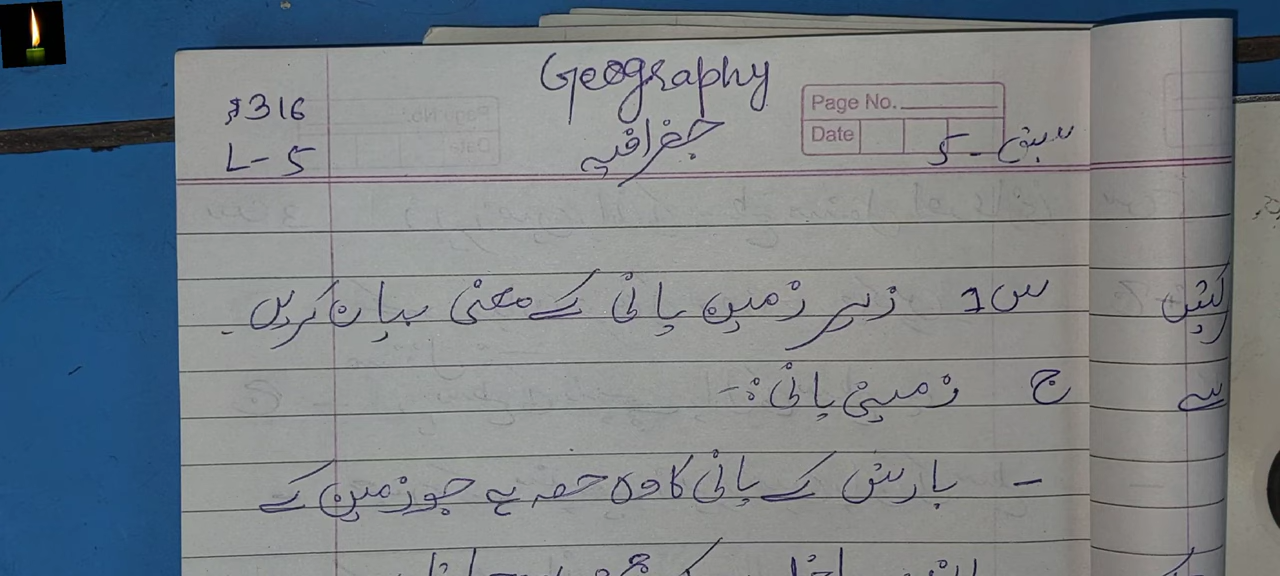 Geography
316
Page No.
جغرافیہ
Date
سبق - 5
L-5
س 1 زیر زمین پانی کے معنی بیان کریں۔
ج زمینی پانی :-
- بارش کے پانی کا وہ حصہ ہے جو زمین کے